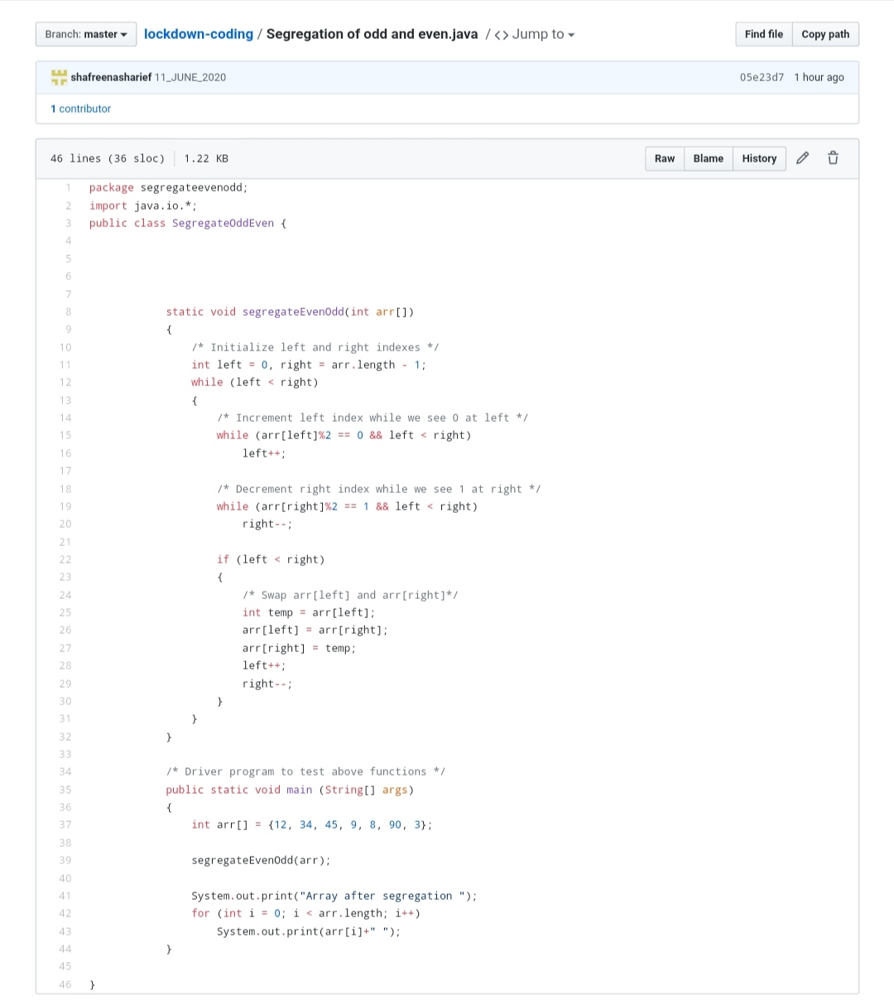 Branch: master lockdown-coding / Segregation of odd and even.java / <> Jump to Find file Copy path
shafreenasharief 11_JUNE_2020 05e23d7 1 hour ago
1 contributor
46 lines (36 sloc) 1.22 KB Raw Blame History
1 package segregateevenodd;
2 import java.io.*;
3 public class SegregateOddEven {
4
5
6
7
8 static void segregateEvenOdd(int arr[])
9 {
10 /* Initialize left and right indexes */
11 int left = 0, right = arr.length - 1;
12 while (left < right)
13 {
14 /* Increment left index while we see 0 at left */
15 while (arr[left]%2 == 0 && left < right)
16 left++;
17
18 /* Decrement right index while we see 1 at right */
19 while (arr[right]%2 == 1 && left < right)
20 right--;
21
22 if (left < right)
23 {
24 /* Swap arr[left] and arr[right]*/
25 int temp = arr[left];
26 arr[left] = arr[right];
27 arr[right] = temp;
28 left++;
29 right--;
30 }
31 }
32 }
33
34 /* Driver program to test above functions */
35 public static void main (String[] args)
36 {
37 int arr[] = {12, 34, 45, 9, 8, 90, 3};
38
39 segregateEvenOdd(arr);
40
41 System.out.print("Array after segregation ");
42 for (int i = 0; i < arr.length; i++)
43 System.out.print(arr[i]+" ");
44 }
45
46 }